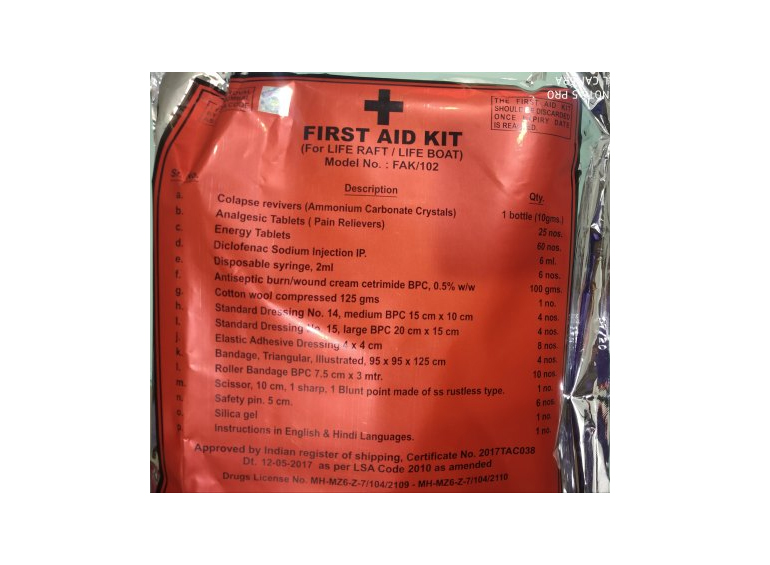 THE FIRST AID KIT
SHOULD BE DISCARDED
ONCE EXPIRY DATE
IS REACHED.
FIRST AID KIT
(For LIFE RAFT / LIFE BOAT)
Model No. : FAK/102
Description Qty.
a. Colapse revivers (Ammonium Carbonate Crystals) 1 bottle (10gms.)
b. Analgesic Tablets ( Pain Relievers) 25 nos.
c. Energy Tablets 60 nos.
d. Diclofenac Sodium Injection IP. 6 ml.
e. Disposable syringe, 2ml 6 nos.
f. Antiseptic burn/wound cream cetrimide BPC, 0.5% w/w 100 gms.
g. Cotton wool compressed 125 gms 1 no.
h. Standard Dressing No. 14, medium BPC 15 cm x 10 cm 4 nos.
I. Standard Dressing No. 15, large BPC 20 cm x 15 cm 4 nos.
j. Elastic Adhesive Dressing 4 x 4 cm 8 nos.
k. Bandage, Triangular, Illustrated, 95 x 95 x 125 cm 4 nos.
l. Roller Bandage BPC 7.5 cm x 3 mtr. 10 nos.
m. Scissor, 10 cm, 1 sharp, 1 Blunt point made of ss rustless type. 1 no.
n. Safety pin. 5 cm. 6 nos.
o. Silica gel 1 no.
p. Instructions in English & Hindi Languages. 1 no.
Approved by Indian register of shipping, Certificate No. 2017TAC038
Dt. 12-05-2017 as per LSA Code 2010 as amended
Drugs License No. MH-MZ6-Z-7/104/2109 - MH-MZ6-Z-7/104/2110